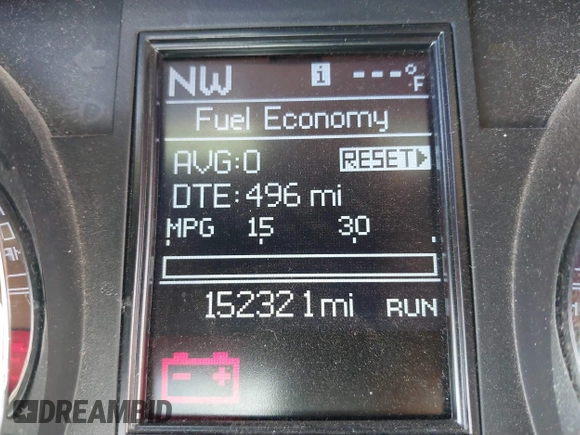 NW i ---°F
Fuel Economy
AVG:0 RESET
DTE:496 mi
MPG 15 30
152321mi RUN
DREAMBID